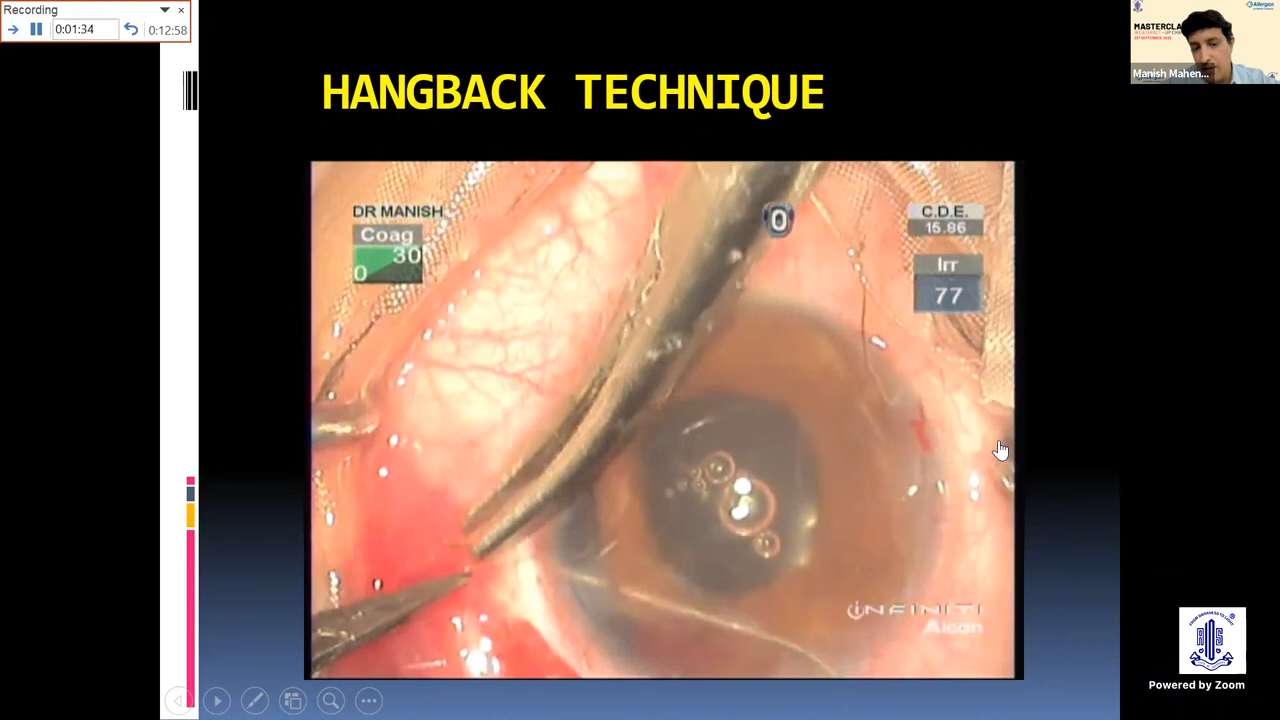 Recording
0:01:34
0:12:58
HANGBACK TECHNIQUE
DR MANISH
Coag
30
0
0
C.D.E.
15.86
Irr
77
iNFINITI
Alcon
Allergan
MASTERCLA
Manish Mahen...
Powered by Zoom